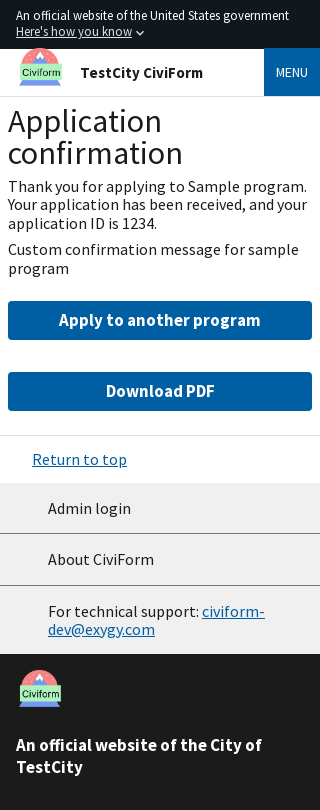 An official website of the United States government
Here's how you know
Civiform
TestCity CiviForm
MENU
Application
confirmation
Thank you for applying to Sample program.
Your application has been received, and your
application ID is 1234.
Custom confirmation message for sample
program
Apply to another program
Download PDF
Return to top
Admin login
About CiviForm
For technical support: civiform-
dev@exygy.com
Civiform
An official website of the City of
TestCity